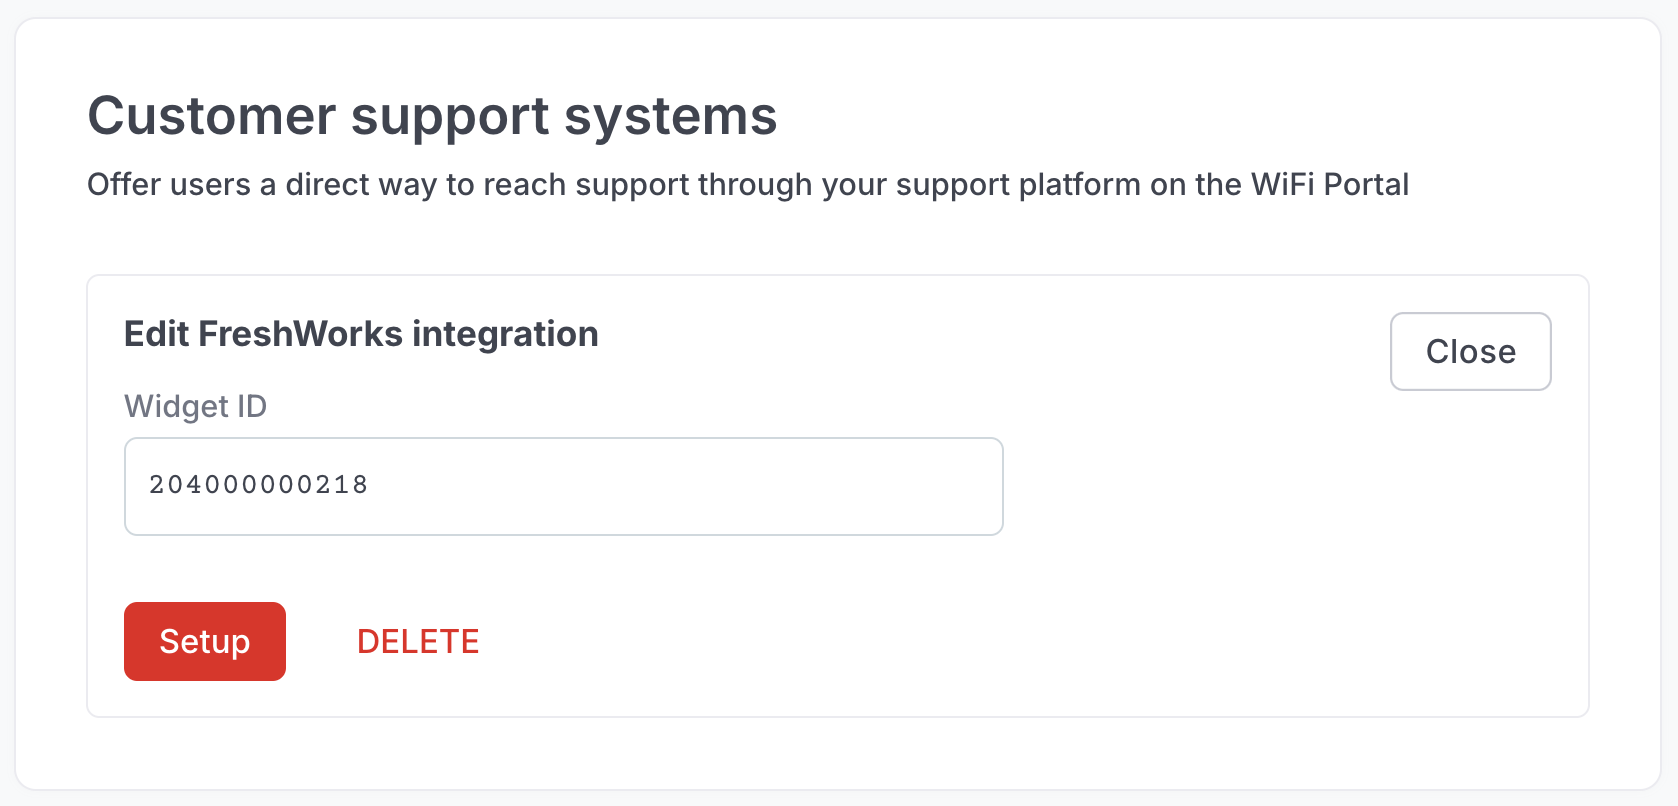 Customer support systems
Offer users a direct way to reach support through your support platform on the WiFi Portal
Edit FreshWorks integration
Close
Widget ID
204000000218
Setup
DELETE